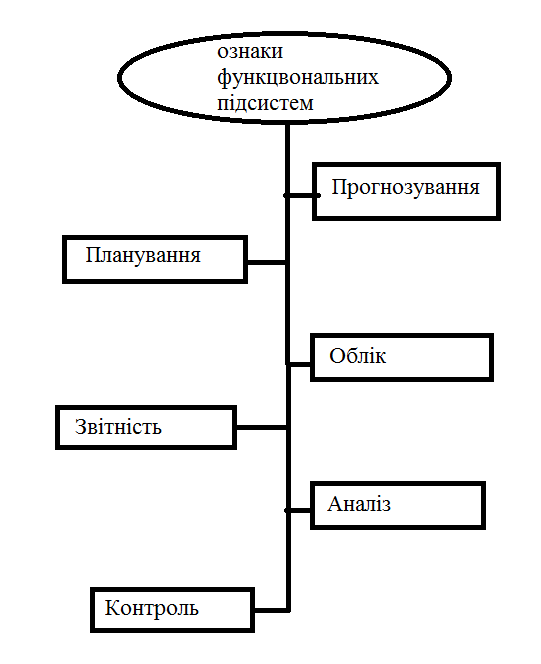 ознаки
функцвональних
підсистем
Прогнозування
Планування
Облік
Звітність
Аналіз
Контроль